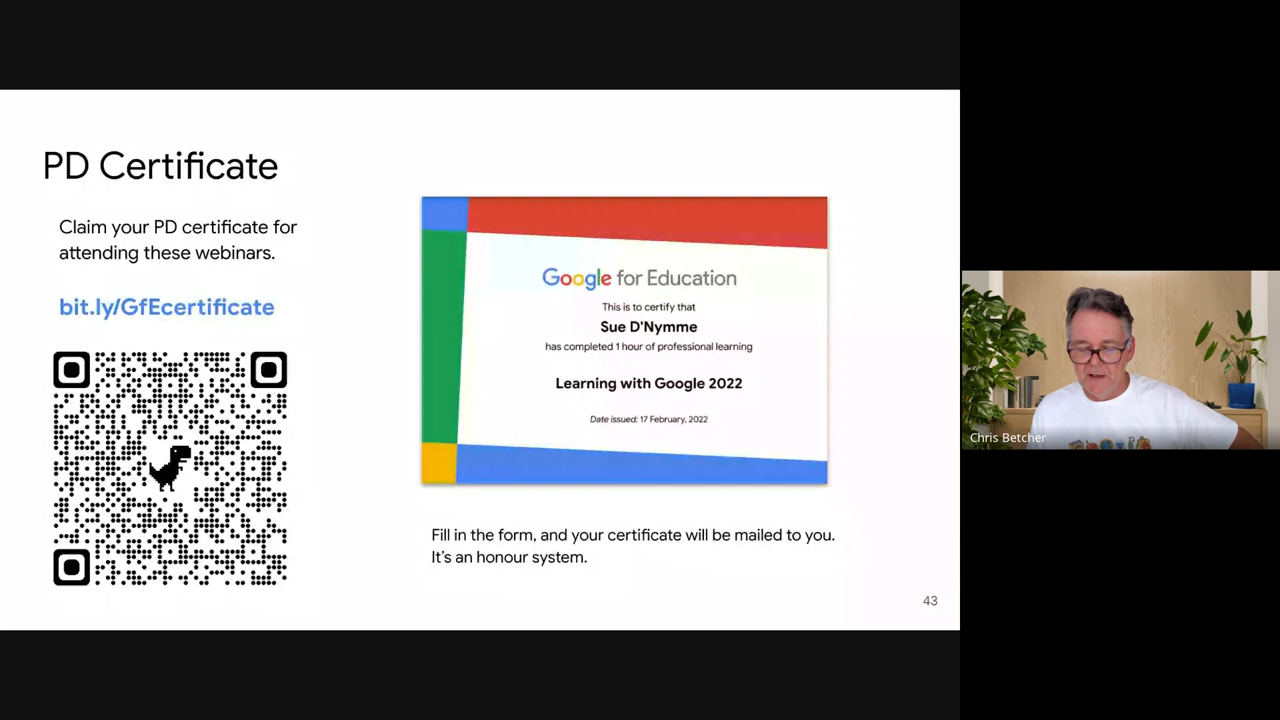 PD Certificate
Claim your PD certificate for
attending these webinars.
bit.ly/GfEcertificate
Google for Education
This is to certify that
Sue D'Nymme
has completed 1 hour of professional learning
Learning with Google 2022
Date issued: 17 February, 2022
Fill in the form, and your certificate will be mailed to you.
It's an honour system.
43
Chris Betcher